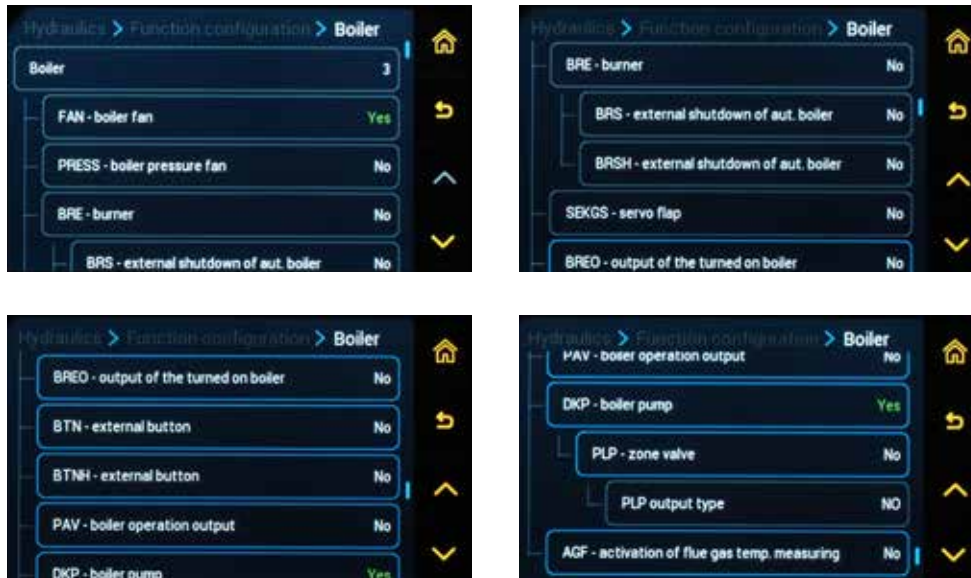 Hydraulics > Function configuration > Boiler
Boiler 3
FAN - boiler fan Yes
PRESS - boiler pressure fan No
BRE - burner No
BRS - external shutdown of aut. boiler No
Hydraulics > Function configuration > Boiler
BRE - burner No
BRS - external shutdown of aut. boiler No
BRSH - external shutdown of aut. boiler No
SEKGS - servo flap No
BREO - output of the turned on boiler No
Hydraulics > Function configuration > Boiler
BREO - output of the turned on boiler No
BTN - external button No
BTNH - external button No
PAV - boiler operation output No
DKP - boiler pump Yes
Hydraulics > Function configuration > Boiler
PAV - boiler operation output No
DKP - boiler pump Yes
PLP - zone valve No
PLP output type NO
AGF - activation of flue gas temp. measuring No